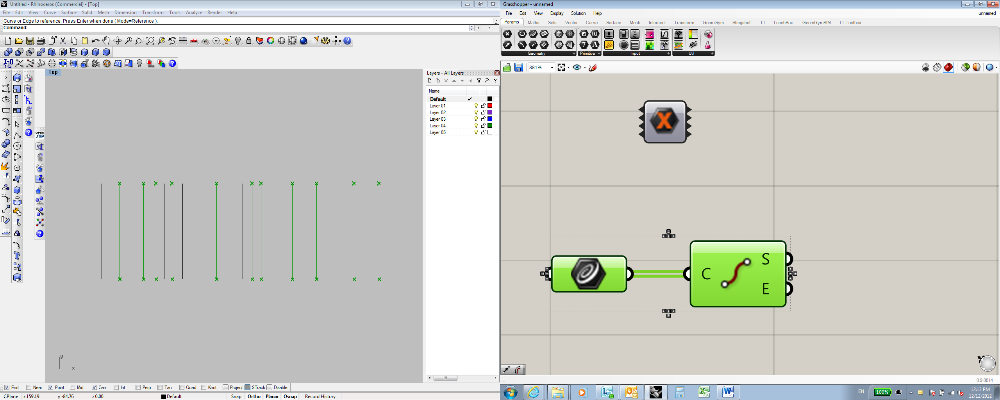 Untitled - Rhinoceros (Commercial) - [Top]
File Edit View Curve Surface Solid Mesh Dimension Transform Tools Analyze Render Help
Curve or Edge to reference. Press Enter when done ( Mode=Reference ):
Command:
Top
OPEN
SAP
Layers - All Layers
Name
Default
Layer 01
Layer 02
Layer 03
Layer 04
Layer 05
y
x
End Near Point Mid Cen Int Perp Tan Quad Knot Project STrack Disable
CPlane x 159.19 y -84.76 z 0.00 Default Snap Ortho Planar Osnap Record History
Grasshopper - unnamed
File Edit View Display Solution Help unnamed
Params Maths Sets Vector Curve Surface Mesh Intersect Transform GeomGym Slingshot! TT LunchBox GeomGymBIM TT Toolbox
Geometry Primitive Input Util
381%
C
S
E
0.9.0014
EN 100% 12:13 PM
12/12/2012